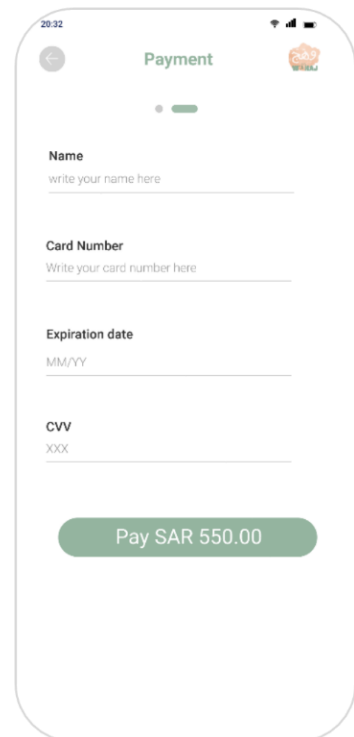 20:32
Payment
Name
write your name here
Card Number
Write your card number here
Expiration date
MM/YY
CVV
XXX
Pay SAR 550.00